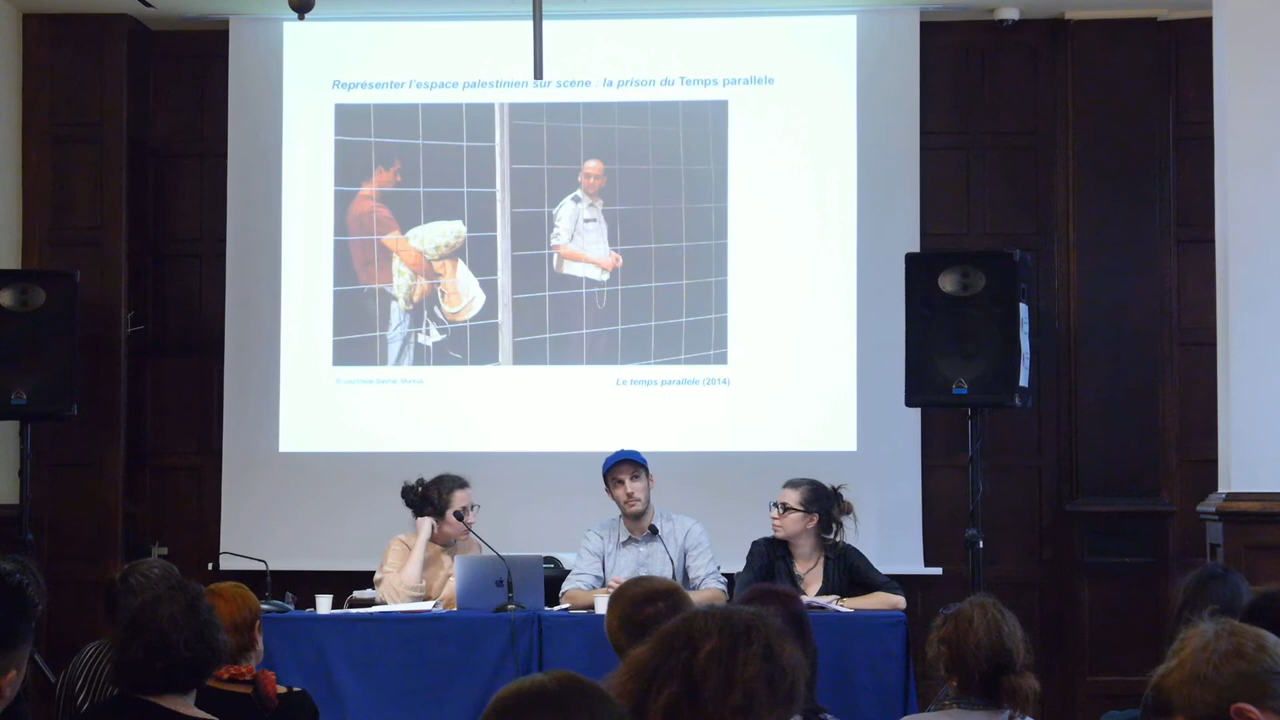 Représenter l'espace palestinien sur scène : la prison du Temps parallèle
Le temps parallèle (2014)